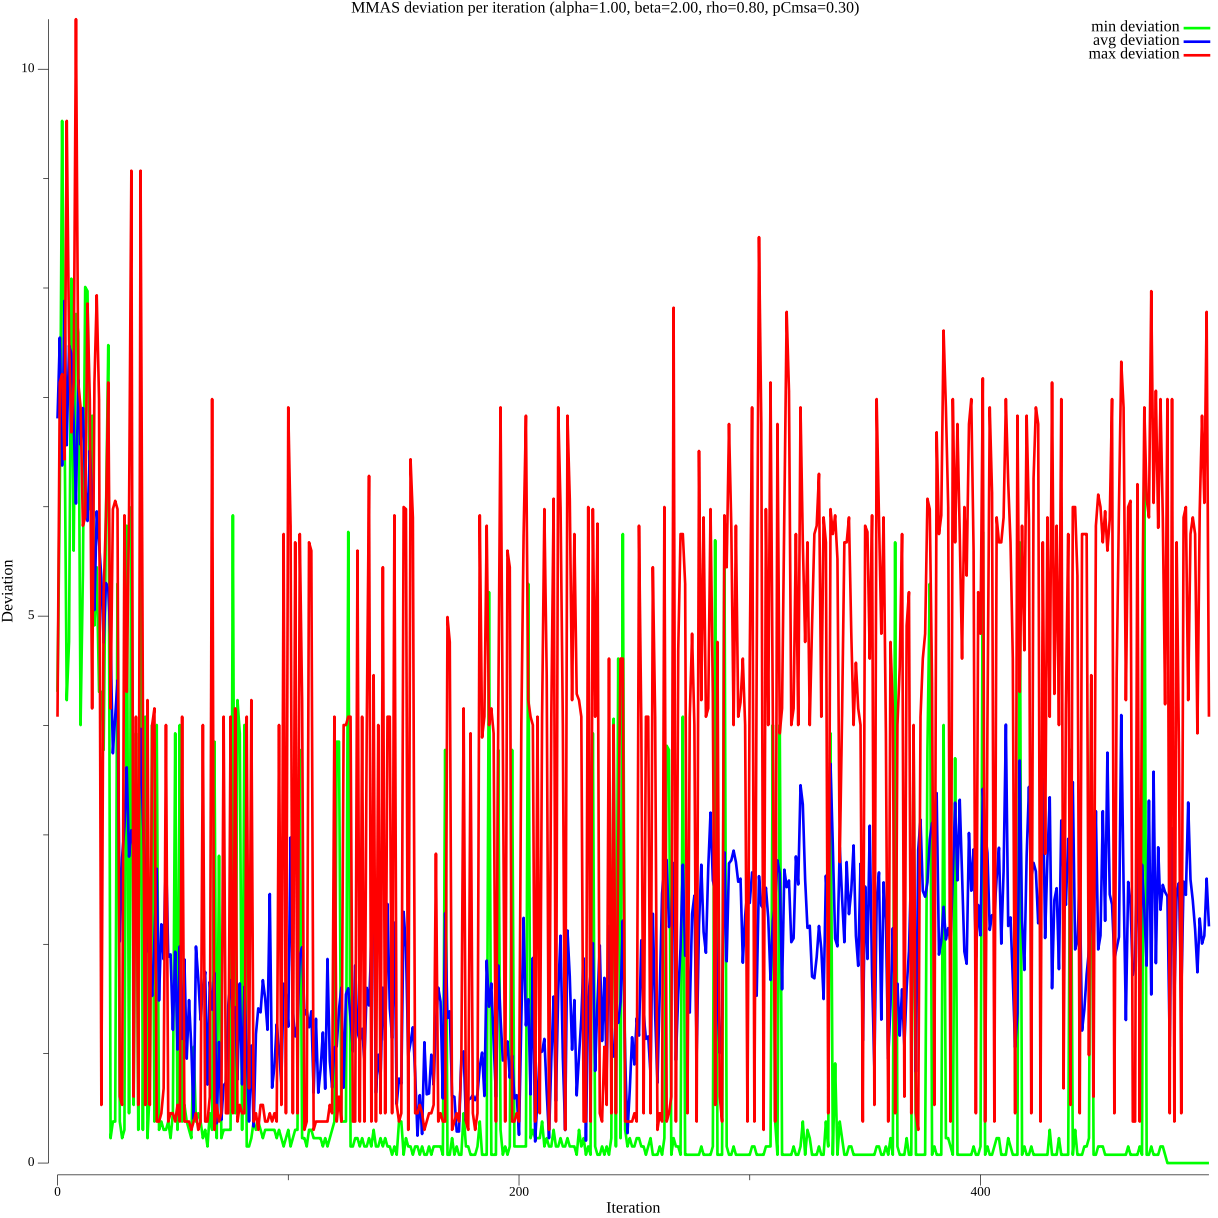 MMAS deviation per iteration (alpha=1.00, beta=2.00, rho=0.80, pCmsa=0.30)
min deviation
avg deviation
max deviation
10
5
0
Deviation
0
200
400
Iteration